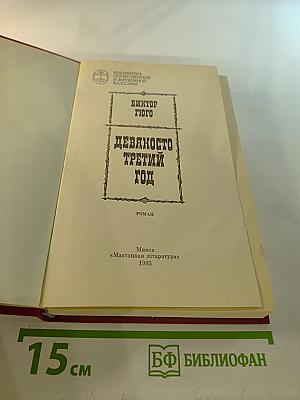 БИБЛИОТЕКА
ОТЕЧЕСТВЕННОЙ
И ЗАРУБЕЖНОЙ
КЛАССИКИ
ВИКТОР
ГЮГО
ДЕВЯНОСТО
ТРЕТИЙ
ГОД
РОМАН
Минск
«Мастацкая літаратура»
1985
15 см
БФ БИБЛИОФАН